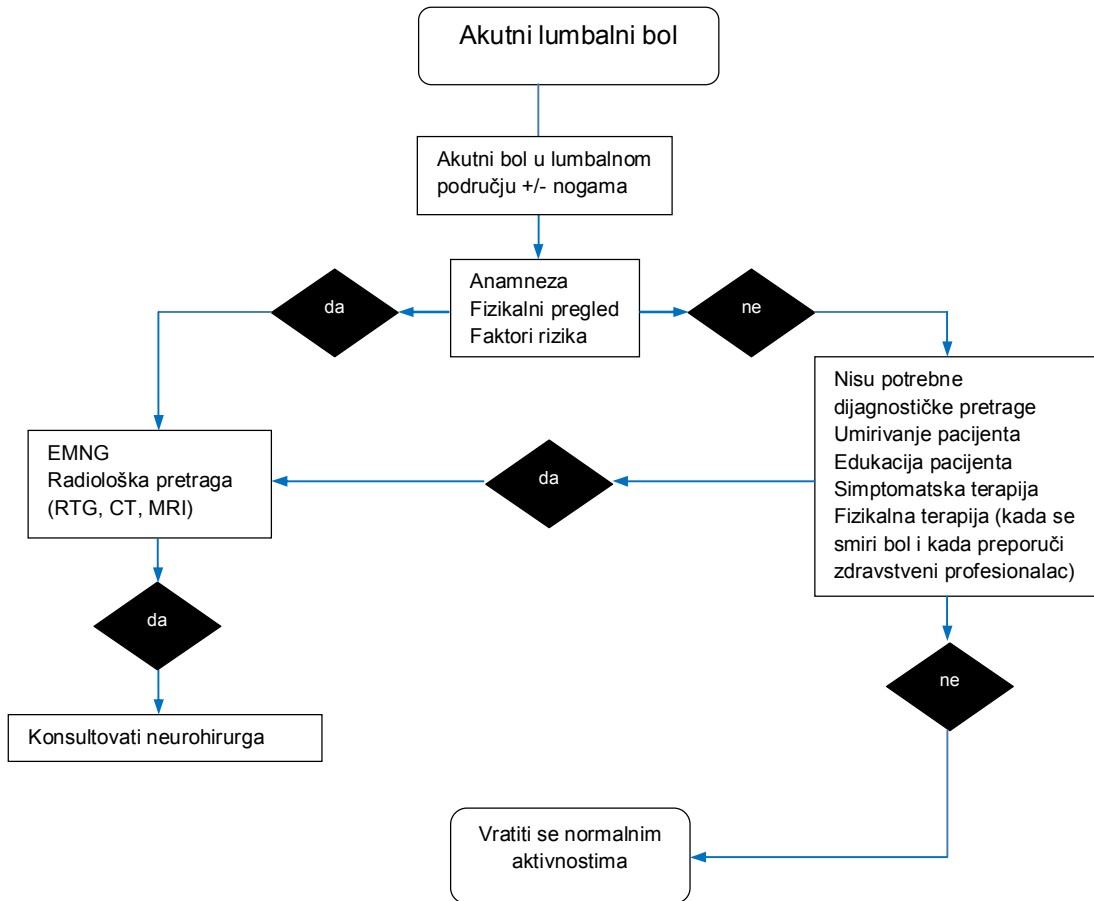 Akutni lumbalni bol
Akutni bol u lumbalnom
području +/- nogama
Anamneza
Fizikalni pregled
Faktori rizika
da
ne
Nisu potrebne
dijagnostičke pretrage
Umirivanje pacijenta
Edukacija pacijenta
Simptomatska terapija
Fizikalna terapija (kada se
smiri bol i kada preporuči
zdravstveni profesionalac)
EMNG
Radiološka pretraga
(RTG, CT, MRI)
da
da
ne
Konsultovati neurohirurga
Vratiti se normalnim
aktivnostima